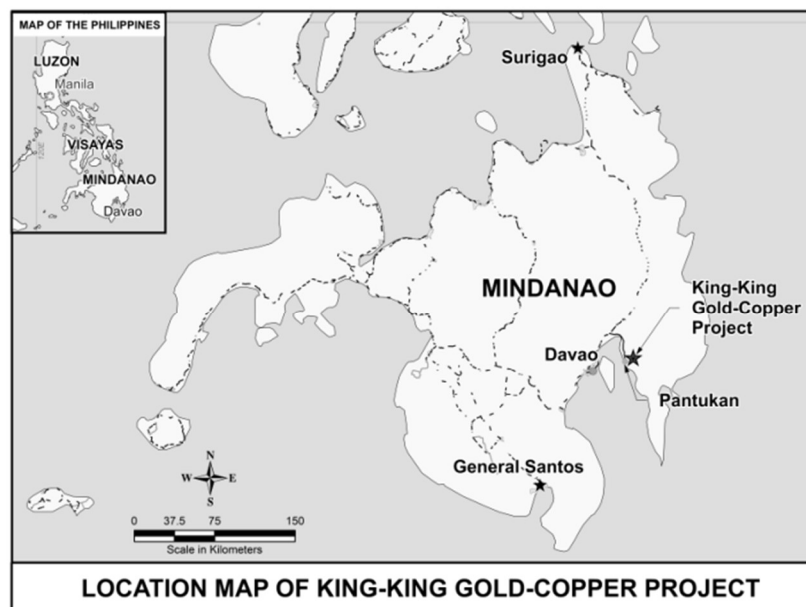 MAP OF THE PHILIPPINES
LUZON
Manila
VISAYAS
MINDANAO
Davao
Surigao
MINDANAO
King-King
Gold-Copper
Project
Davao
Pantukan
General Santos
N
W E
S
0 37.5 75 150
Scale in Kilometers
LOCATION MAP OF KING-KING GOLD-COPPER PROJECT